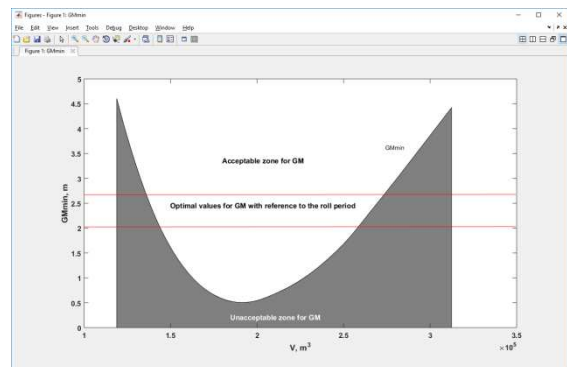 Figures - Figure 1: GMmin
File Edit View Insert Tools Debug Desktop Window Help
Figure 1: GMmin
5
4.5
4
3.5
3
2.5
2
1.5
1
0.5
0
GMmin, m
GMmin
Acceptable zone for GM
Optimal values for GM with reference to the roll period
Unacceptable zone for GM
1 1.5 2 2.5 3 3.5
V, m³ × 10⁵